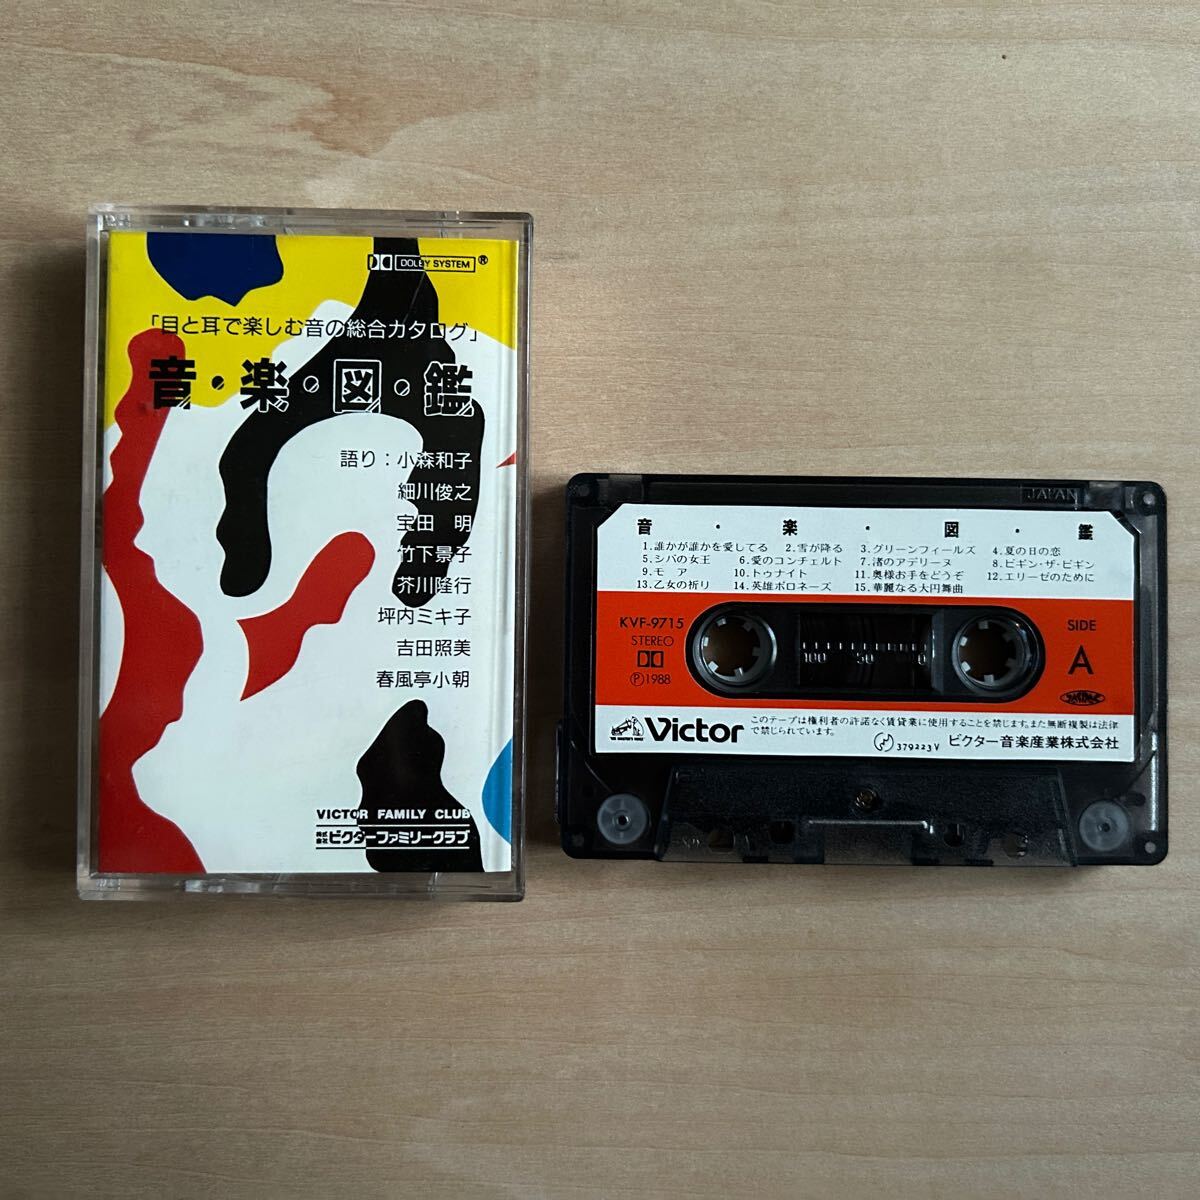 DOLBY SYSTEM ®
「目と耳で楽しむ音の総合カタログ」
音・楽・図・鑑
語り：小森和子
細川俊之
宝田 明
竹下景子
芥川隆行
坪内ミキ子
吉田照美
春風亭小朝
VICTOR FAMILY CLUB
株式会社ビクターファミリークラブ
JAPAN
音・楽・図・鑑
1.誰かが誰かを愛してる 2.雪が降る 3.グリーンフィールズ 4.夏の日の恋
5.シバの女王 6.愛のコンチェルト 7.渚のアデリーヌ 8.ビギン・ザ・ビギン
9.モア 10.トゥナイト 11.奥様お手をどうぞ 12.エリーゼのために
13.乙女の祈り 14.英雄ポロネーズ 15.華麗なる大円舞曲
KVF-9715
STEREO
Ⓟ1988
100 50 0
SIDE
A
"HIS MASTER'S VOICE"
Victor
このテープは権利者の許諾なく賃貸業に使用することを禁じます。また無断複製は法律
で禁じられています。
379223V ビクター音楽産業株式会社